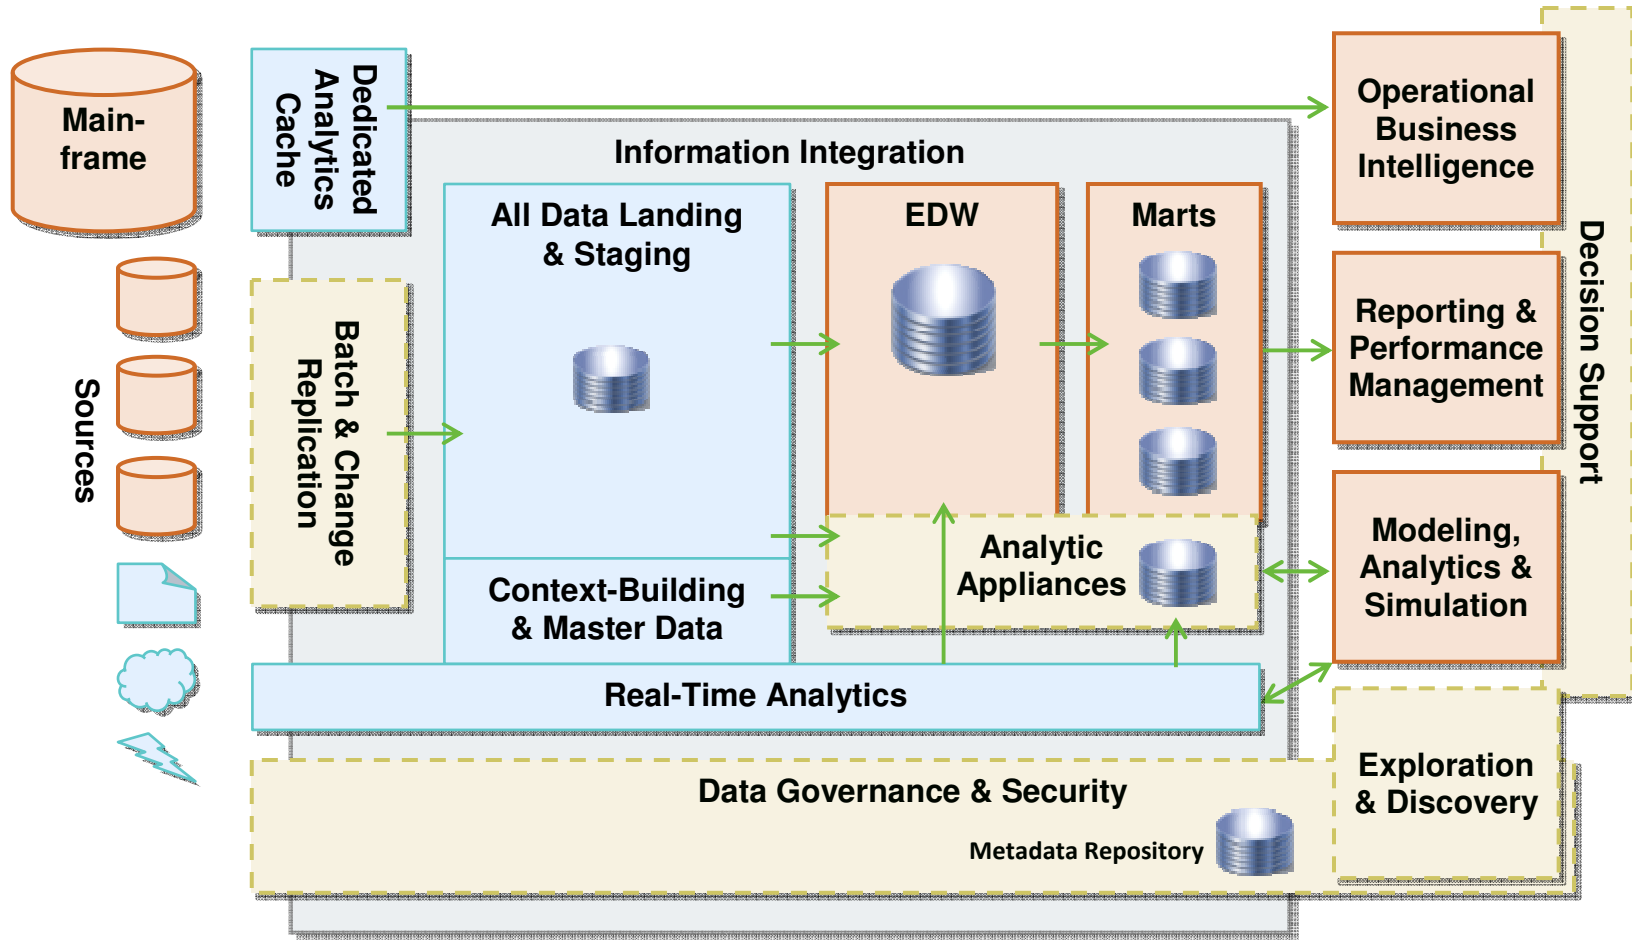 Main-
frame
Sources
Dedicated
Analytics
Cache
Batch & Change
Replication
Information Integration
All Data Landing
& Staging
EDW
Marts
Analytic
Appliances
Context-Building
& Master Data
Real-Time Analytics
Data Governance & Security
Metadata Repository
Operational
Business
Intelligence
Reporting &
Performance
Management
Modeling,
Analytics &
Simulation
Exploration
& Discovery
Decision Support